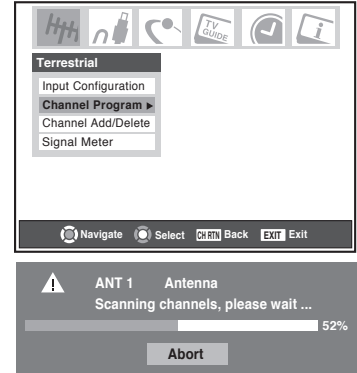 TV
GUIDE
Terrestrial
Input Configuration
Channel Program
Channel Add/Delete
Signal Meter
Navigate Select CH RTN Back EXIT Exit
ANT 1 Antenna
Scanning channels, please wait ...
52%
Abort